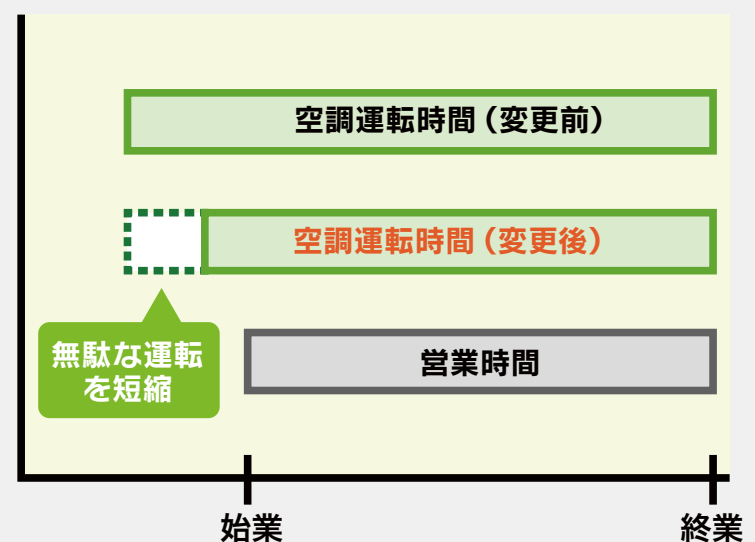 空調運転時間（変更前）
空調運転時間（変更後）
無駄な運転
を短縮
営業時間
始業
終業